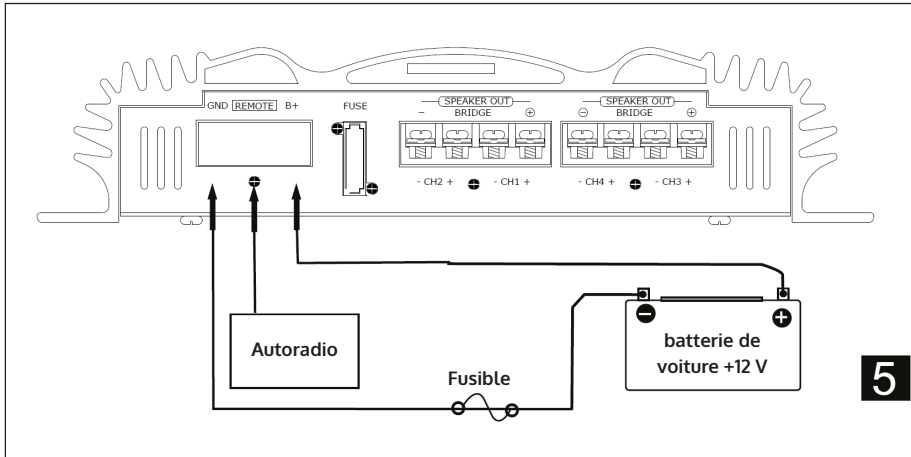 GND REMOTE B+
FUSE
SPEAKER OUT
BRIDGE
- +
- CH2 + - CH1 +
SPEAKER OUT
BRIDGE
- +
- CH4 + - CH3 +
Autoradio
Fusible
- +
batterie de
voiture +12 V
5